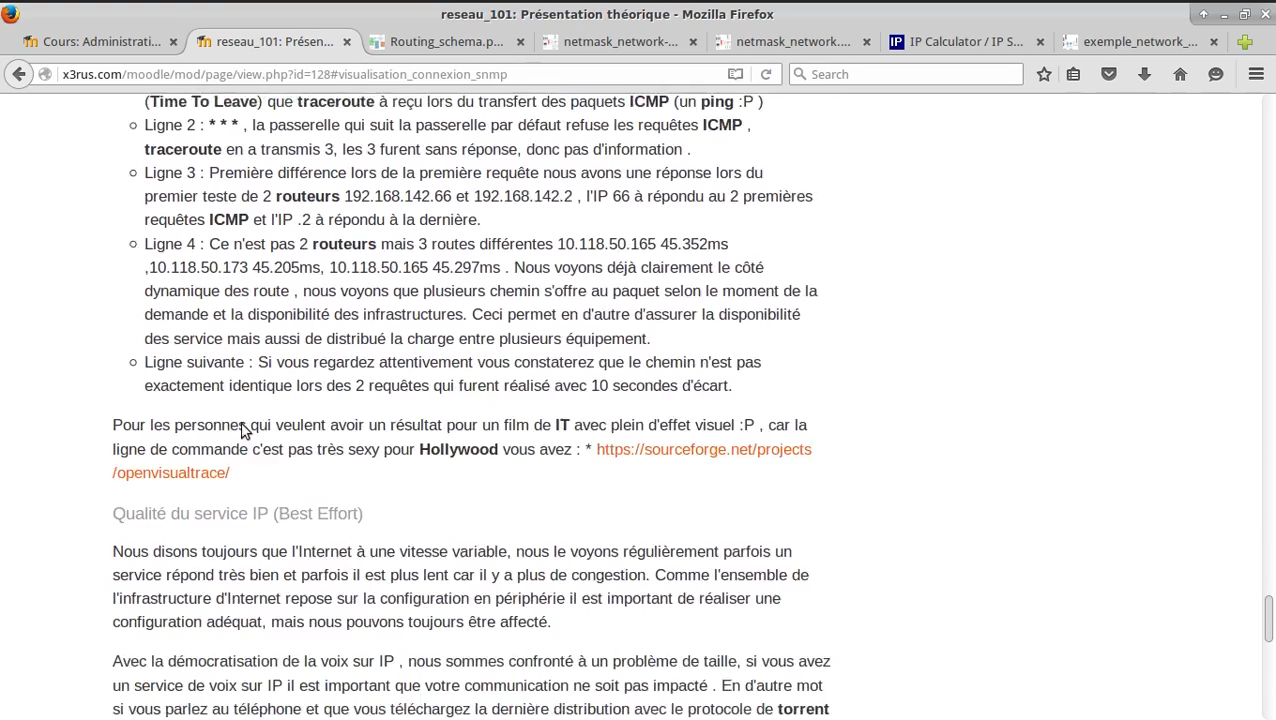 reseau_101: Présentation théorique - Mozilla Firefox
Cours: Administrati...
reseau_101: Présen...
Routing_schema.p...
netmask_network-...
netmask_network....
IP IP Calculator / IP S...
exemple_network_...
x3rus.com/moodle/mod/page/view.php?id=128#visualisation_connexion_snmp
Search
(Time To Leave) que traceroute à reçu lors du transfert des paquets ICMP (un ping :P )
Ligne 2 : * * * , la passerelle qui suit la passerelle par défaut refuse les requêtes ICMP ,
traceroute en a transmis 3, les 3 furent sans réponse, donc pas d'information .
Ligne 3 : Première différence lors de la première requête nous avons une réponse lors du
premier teste de 2 routeurs 192.168.142.66 et 192.168.142.2 , l'IP 66 à répondu au 2 premières
requêtes ICMP et l'IP .2 à répondu à la dernière.
Ligne 4 : Ce n'est pas 2 routeurs mais 3 routes différentes 10.118.50.165 45.352ms
,10.118.50.173 45.205ms, 10.118.50.165 45.297ms . Nous voyons déjà clairement le côté
dynamique des route , nous voyons que plusieurs chemin s'offre au paquet selon le moment de la
demande et la disponibilité des infrastructures. Ceci permet en d'autre d'assurer la disponibilité
des service mais aussi de distribué la charge entre plusieurs équipement.
Ligne suivante : Si vous regardez attentivement vous constaterez que le chemin n'est pas
exactement identique lors des 2 requêtes qui furent réalisé avec 10 secondes d'écart.
Pour les personnes qui veulent avoir un résultat pour un film de IT avec plein d'effet visuel :P , car la
ligne de commande c'est pas très sexy pour Hollywood vous avez : * https://sourceforge.net/projects
/openvisualtrace/
Qualité du service IP (Best Effort)
Nous disons toujours que l'Internet à une vitesse variable, nous le voyons régulièrement parfois un
service répond très bien et parfois il est plus lent car il y a plus de congestion. Comme l'ensemble de
l'infrastructure d'Internet repose sur la configuration en périphérie il est important de réaliser une
configuration adéquat, mais nous pouvons toujours être affecté.
Avec la démocratisation de la voix sur IP , nous sommes confronté à un problème de taille, si vous avez
un service de voix sur IP il est important que votre communication ne soit pas impacté . En d'autre mot
si vous parlez au téléphone et que vous téléchargez la dernière distribution avec le protocole de torrent